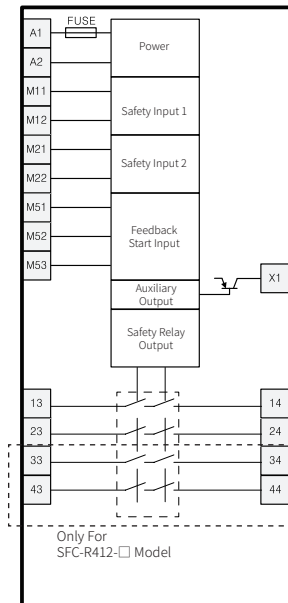 FUSE
A1
Power
A2
M11
Safety Input 1
M12
M21
Safety Input 2
M22
M51
Feedback
Start Input
M52
M53
Auxiliary
Output
X1
Safety Relay
Output
13
14
23
24
33
34
43
44
Only For
SFC-R412-□ Model